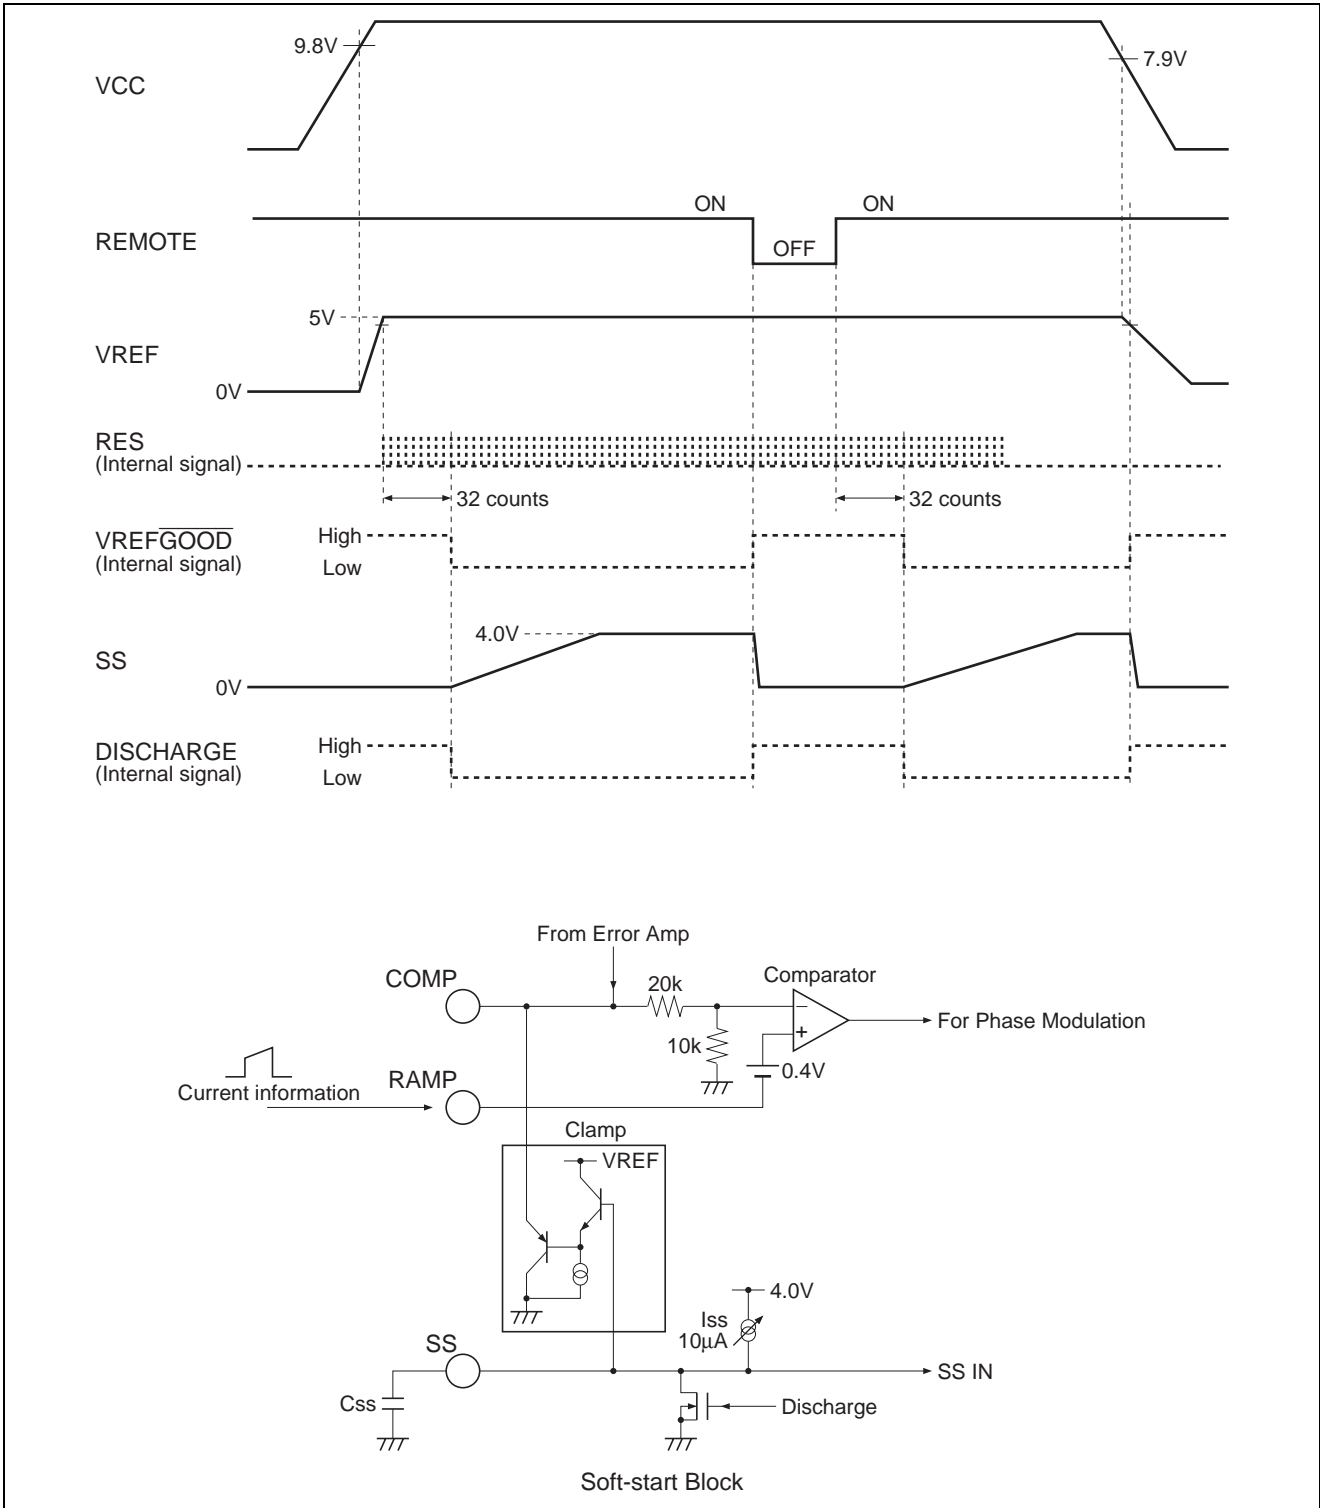 9.8V
7.9V
VCC
ON
ON
REMOTE
OFF
5V
VREF
0V
RES
(Internal signal)
32 counts
32 counts
VREFG̅O̅O̅D̅
(Internal signal)
High
Low
4.0V
SS
0V
DISCHARGE
(Internal signal)
High
Low
From Error Amp
COMP
20k
Comparator
−
+
For Phase Modulation
10k
0.4V
RAMP
Current information
Clamp
VREF
4.0V
Iss
10μA
SS
SS IN
Css
Discharge
Soft-start Block